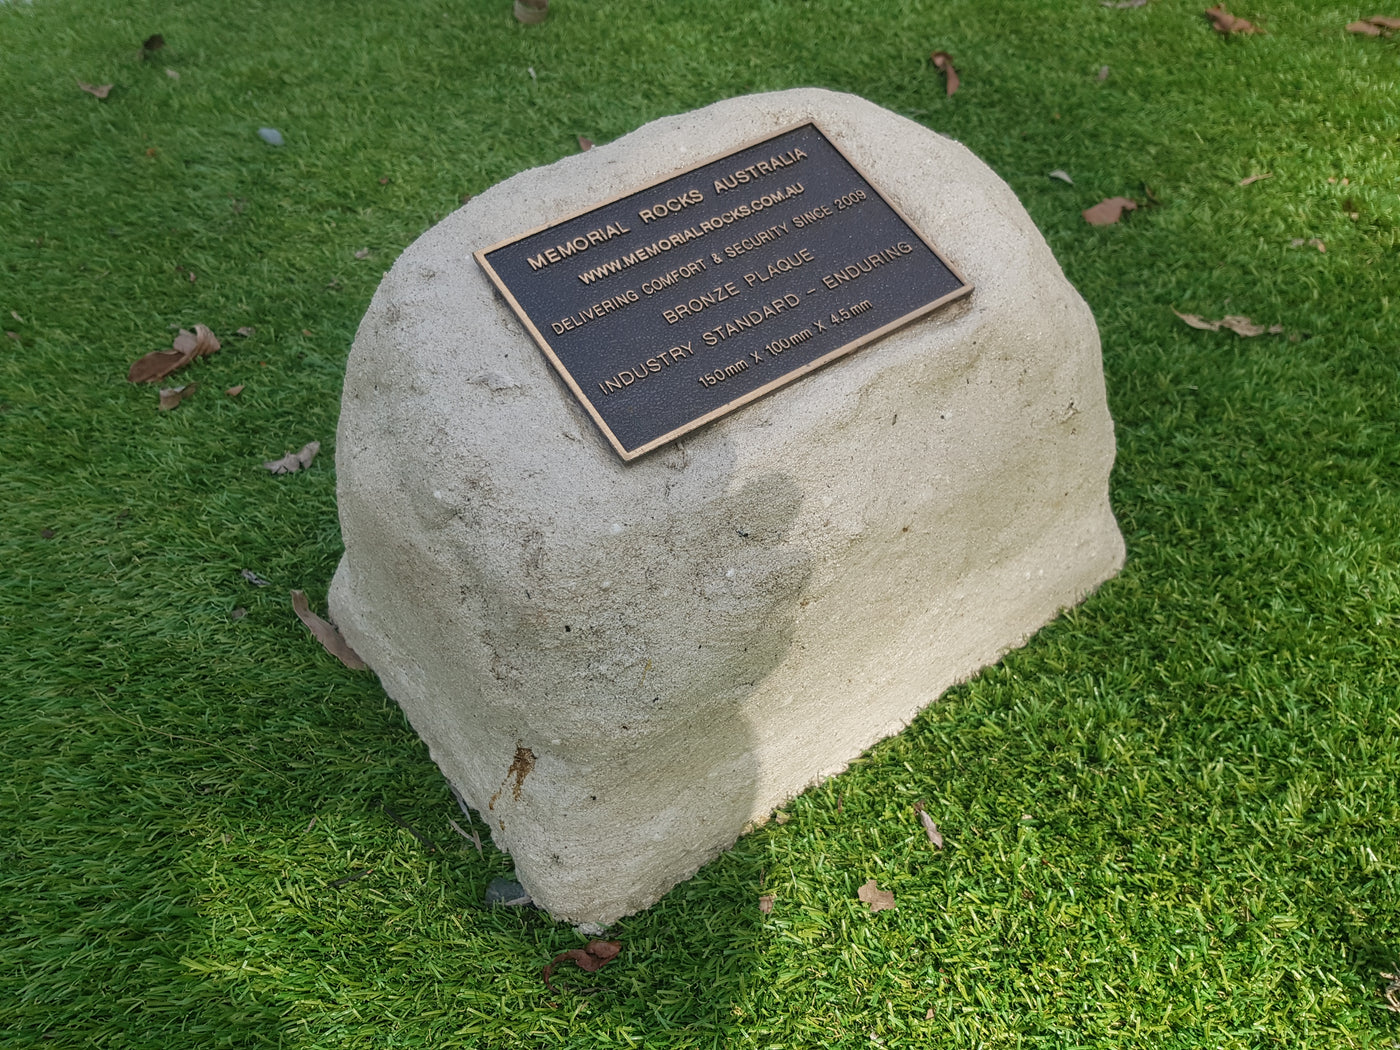 MEMORIAL ROCKS AUSTRALIA
WWW.MEMORIALROCKS.COM.AU
DELIVERING COMFORT & SECURITY SINCE 2009
BRONZE PLAQUE
INDUSTRY STANDARD - ENDURING
150mm X 100mm X 4.5mm